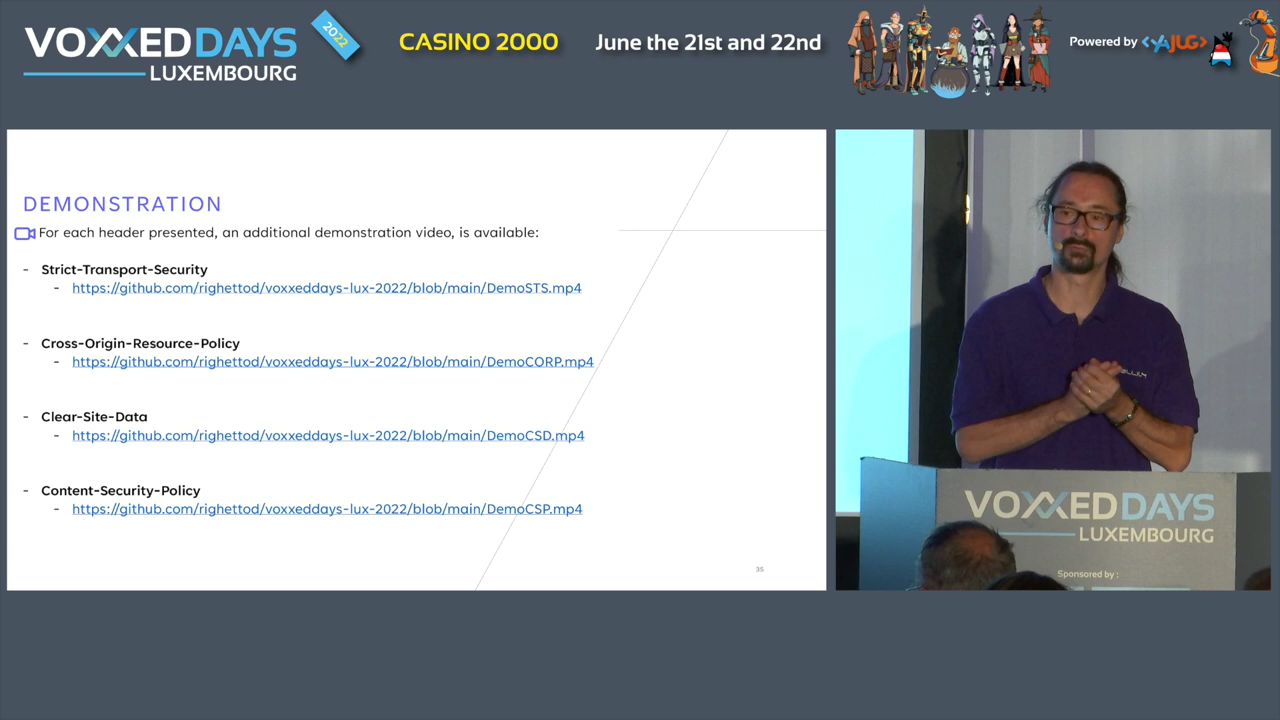 VOXXEDDAYS
LUXEMBOURG
2022
CASINO 2000
June the 21st and 22nd
Powered by <YAJUG>
DEMONSTRATION
For each header presented, an additional demonstration video, is available:
- Strict-Transport-Security
- https://github.com/righettod/voxxeddays-lux-2022/blob/main/DemoSTS.mp4
- Cross-Origin-Resource-Policy
- https://github.com/righettod/voxxeddays-lux-2022/blob/main/DemoCORP.mp4
- Clear-Site-Data
- https://github.com/righettod/voxxeddays-lux-2022/blob/main/DemoCSD.mp4
- Content-Security-Policy
- https://github.com/righettod/voxxeddays-lux-2022/blob/main/DemoCSP.mp4
35
VOXXEDDAYS
LUXEMBOURG
Sponsored by :